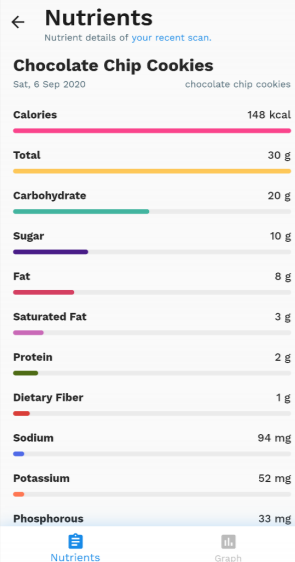 Nutrients
Nutrient details of your recent scan.
Chocolate Chip Cookies
Sat, 6 Sep 2020 chocolate chip cookies
Calories 148 kcal
Total 30 g
Carbohydrate 20 g
Sugar 10 g
Fat 8 g
Saturated Fat 3 g
Protein 2 g
Dietary Fiber 1 g
Sodium 94 mg
Potassium 52 mg
Phosphorous 33 mg
Nutrients Graph